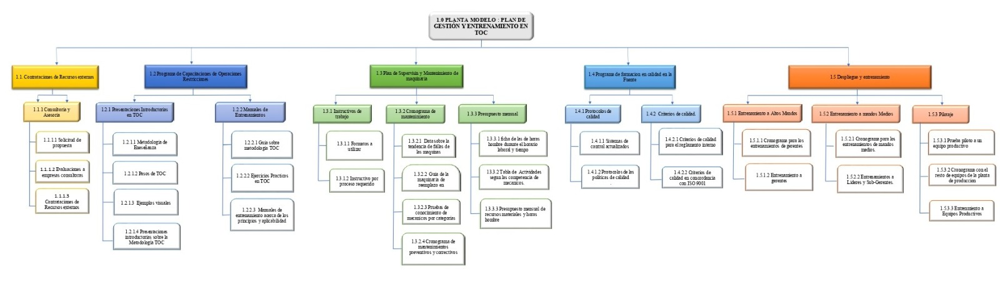 1.0 PLANTA MODELO : PLAN DE
GESTIÓN Y ENTRENAMIENTO EN
TOC
1.1. Contrataciones de Recursos externos
1.1.1 Consultoria y
Asesoria
1.1.1.1 Solicitud de
propuesta
1.1.1.2 Evaluaciones a
empresas consultoras
1.1.1.3
Contrataciones de
Recursos externos
1.2 Programa de Capacitaciones de Operaciones
Restricciones
1.2.1 Presentaciones Introductorias
en TOC
1.2.1.1 Metodologia de
Eneseñanza
1.2.1.2 Pasos de TOC
1.2.1.3 Ejemplos visuales
1.2.1.4 Presentaciones
introductorias sobre la
Metodologia TOC
1.2.2 Manuales de
Entrenamientos
1.2.2.1 Guia sobre
metodologia TOC
1.2.2.2 Ejercicios Practicos
en TOC
1.2.2.3 Manuales de
entrenamiento acerca de los
principios y aplicabilidad
1.3 Plan de Supervisin y Mantenimiento de
maquinaria
1.3.1 Instructivos de
trabajo
1.3.1.1 Formatos a
utilizar
1.3.1.2 Instructivo por
proceso requerido
1.3.2 Cronograma de
mantenimiento
1.3.2.1 Data sobre la
tendencia de fallas de
las maquinas
1.3.2.2 Guia de la
maquinaria de
reemplazo en
1.3.2.3 Pruebas de
conocimiento de
mecanicos por categorias
1.3.2.4 Cronograma de
mantenimientos
preventivos y correctivos
1.3.3 Presupuesto mensual
1.3.3.1 ficha de las de horas
hombre durante el horario
laboral y tiempo
1.3.3.2 Tabla de Actividades
segun las competencia de
mecanicos.
1.3.3.3 Presupuesto mensual de
recursos materiales y horas
hombre
1.4 Programa de formacion en calidad en la
Fuente
1.4.1 Protocolos de
calidad
1.4.1.1 Sistemas de
control actualizados
1.4.1.2 Protocolos de las
politicas de calidad
.
1.4.2 Criterios de calidad.
1.4.2.1 Criterios de calidad
para el reglamento interno
1.4.2.2 Criterios de
calidad en concordancia
con ISO 9001
1.5 Despliegue y entrenamiento
1.5.1 Entrenamiento a Altos Mandos
1.5.1.1 Cronograma para los
entrenamientos de gerentes
1.5.1.2 Entrenamiento a
gerentes
1.5.2 Entrenamiento a mandos Medios
1.5.2.1 Cronograma para los
entrenamientos de mandos
medios.
1.5.2.2 Entrenamientos a
Lideres y Sub-Gerentes.
1.5.3 Pilotaje
1.5.3.1 Prueba piloto a un
equipo productivo
1.5.3.2 Cronograma con el
resto de equipos de la planta
de produccion
1.5.3.3 Entrenmiento a
Equipos Productivos